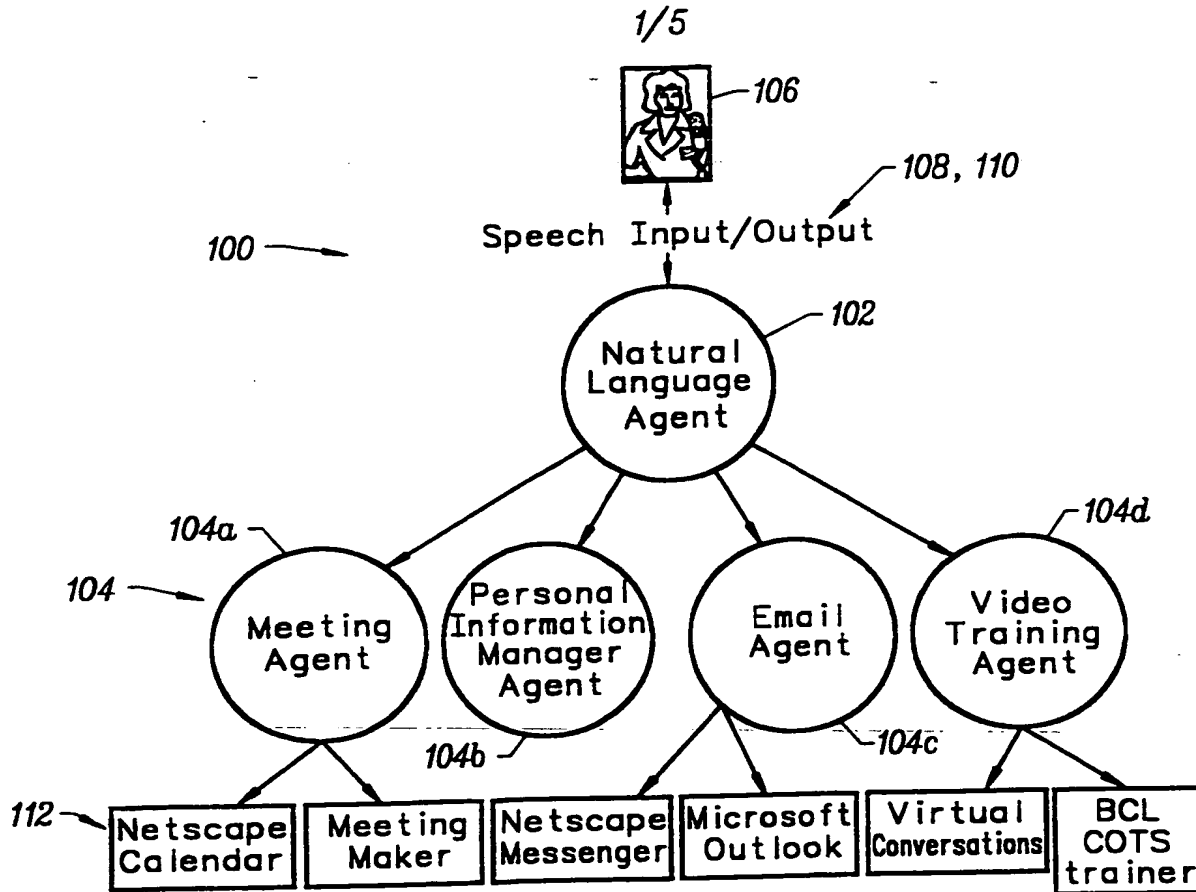 1/5
106
108, 110
Speech Input/Output
100
102
Natural
Language
Agent
104a
104d
104
Meeting
Agent
Personal
Information
Manager
Agent
Email
Agent
Video
Training
Agent
104b
104c
112
Netscape
Calendar
Meeting
Maker
Netscape
Messenger
Microsoft
Outlook
Virtual
Conversations
BCL
COTS
trainer